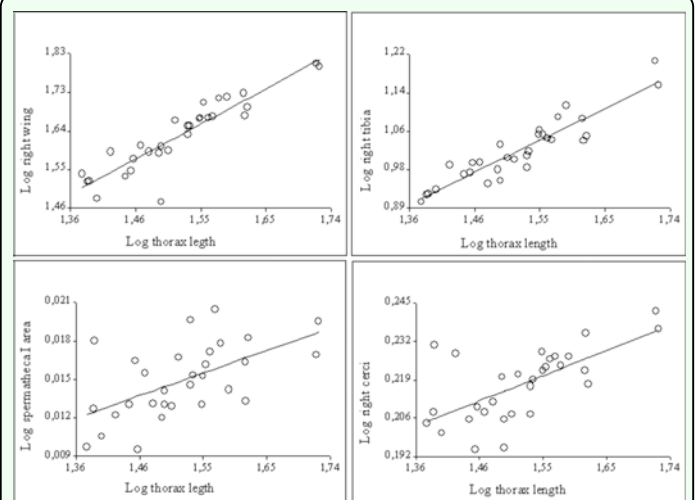 1,83
1,73
1,64
1,55
1,46
1,36 1,46 1,55 1,65 1,74
Log right wing
Log thorax legth
1,22
1,14
1,06
0,98
0,89
1,36 1,46 1,55 1,65 1,74
Log right tibia
Log thorax length
0,021
0,018
0,015
0,012
0,009
1,36 1,46 1,55 1,65 1,74
Log spermathecal area
Log thorax legth
0,245
0,232
0,219
0,206
0,192
1,36 1,46 1,55 1,65 1,74
Log right cerci
Log thorax length